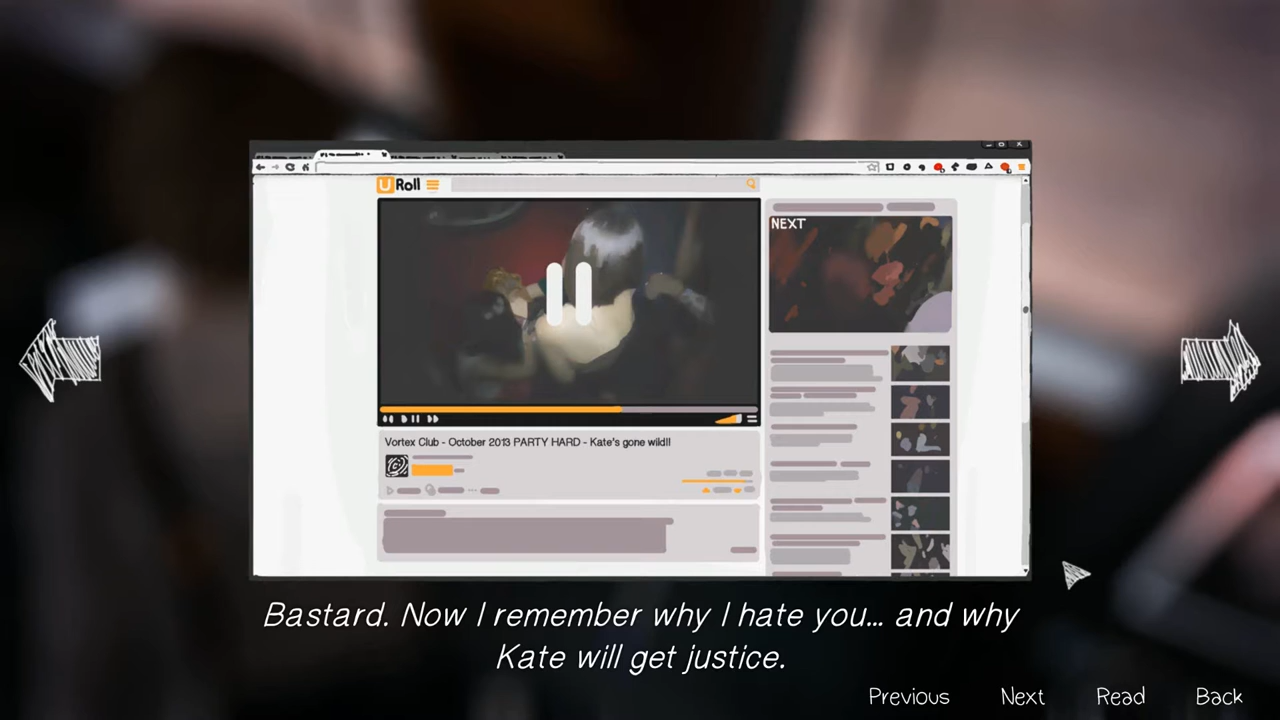 U Roll
NEXT
Vortex Club - October 2013 PARTY HARD - Kate's gone wild!!
Bastard. Now I remember why I hate you... and why
Kate will get justice.
Previous Next Read Back